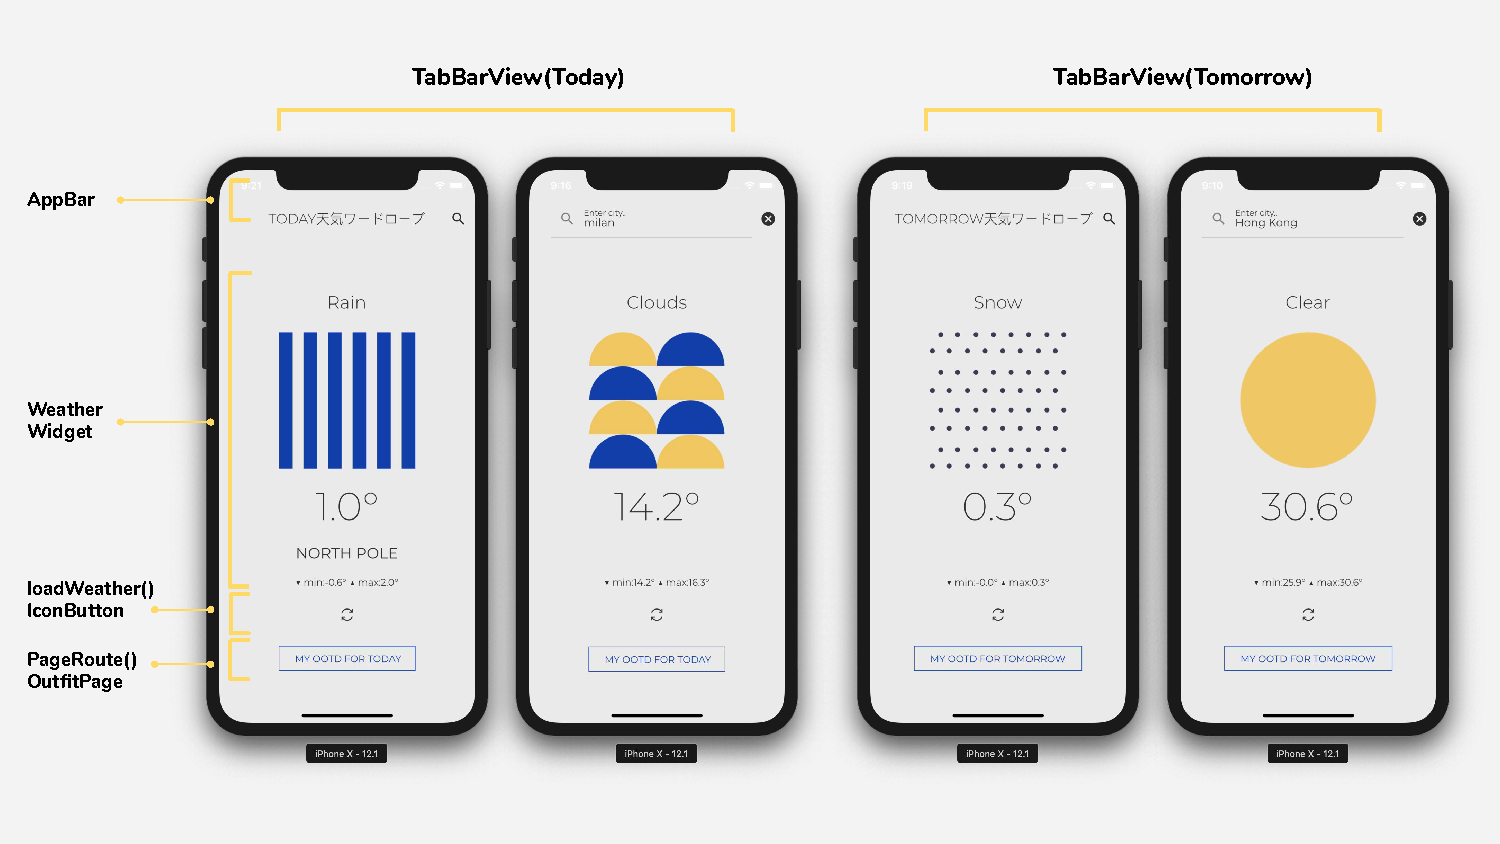 TabBarView(Today)
TabBarView(Tomorrow)
AppBar
Weather
Widget
loadWeather()
IconButton
PageRoute()
OutfitPage
9:21
TODAY天気ワードローブ
Rain
1.0°
NORTH POLE
▼ min:-0.6° ▲ max:2.0°
MY OOTD FOR TODAY
iPhone X - 12.1
Enter city..
milan
Clouds
14.2°
▼ min:14.2° ▲ max:16.3°
MY OOTD FOR TODAY
iPhone X - 12.1
TOMORROW天気ワードローブ
Snow
0.3°
▼ min:-0.0° ▲ max:0.3°
MY OOTD FOR TOMORROW
iPhone X - 12.1
Enter city..
Hong Kong
Clear
30.6°
▼ min:25.9° ▲ max:30.6°
MY OOTD FOR TOMORROW
iPhone X - 12.1